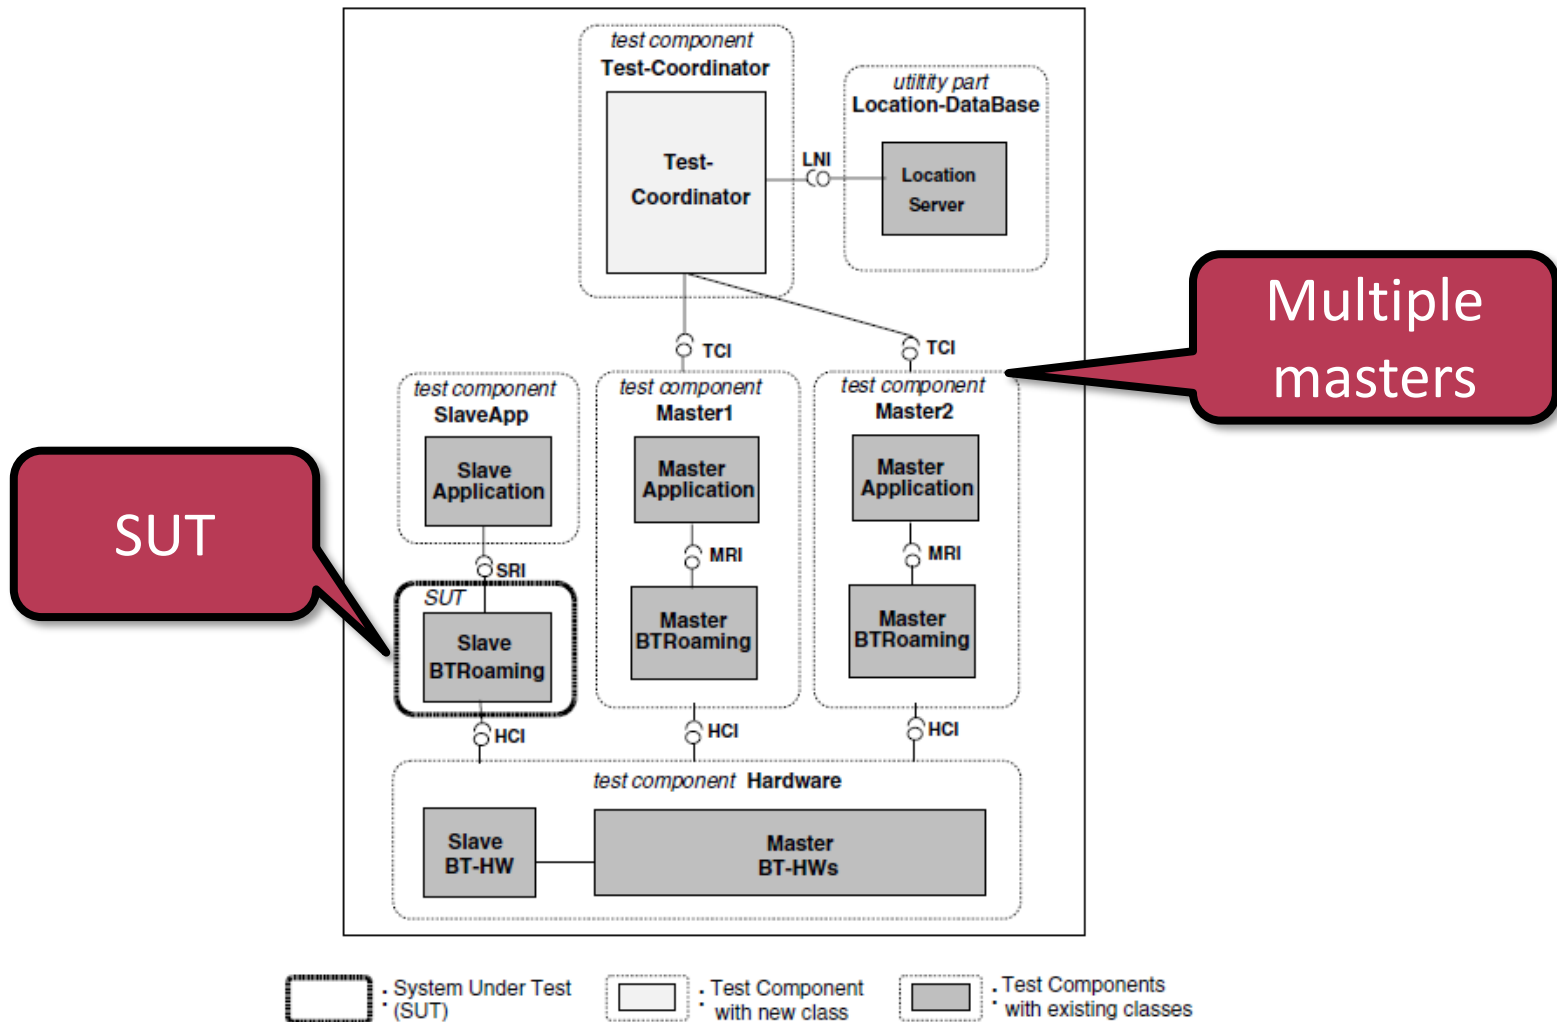 test component
Test-Coordinator
Test-
Coordinator
utiltity part
Location-DataBase
LNI
Location
Server
Multiple
masters
TCI
TCI
test component
SlaveApp
Slave
Application
SRI
test component
Master1
Master
Application
MRI
Master
BTRoaming
test component
Master2
Master
Application
MRI
Master
BTRoaming
SUT
SUT
Slave
BTRoaming
HCI
HCI
HCI
test component Hardware
Slave
BT-HW
Master
BT-HWs
: System Under Test
(SUT)
: Test Component
with new class
: Test Components
with existing classes